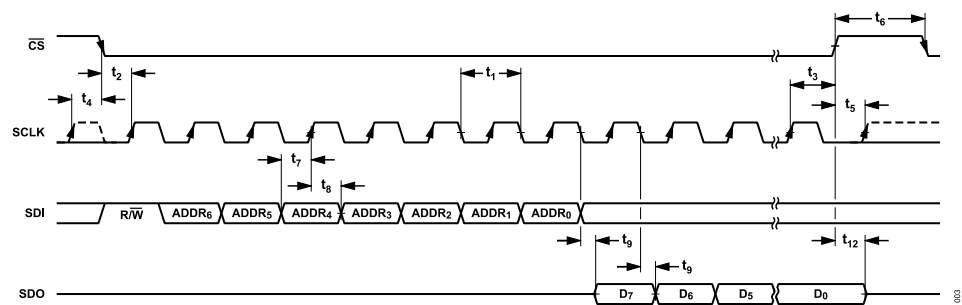 t6
CS
t2
t1
t3
t4
t5
SCLK
t7
t8
SDI
R/W
ADDR6
ADDR5
ADDR4
ADDR3
ADDR2
ADDR1
ADDR0
t9
t12
t9
SDO
D7
D6
D5
D0
003